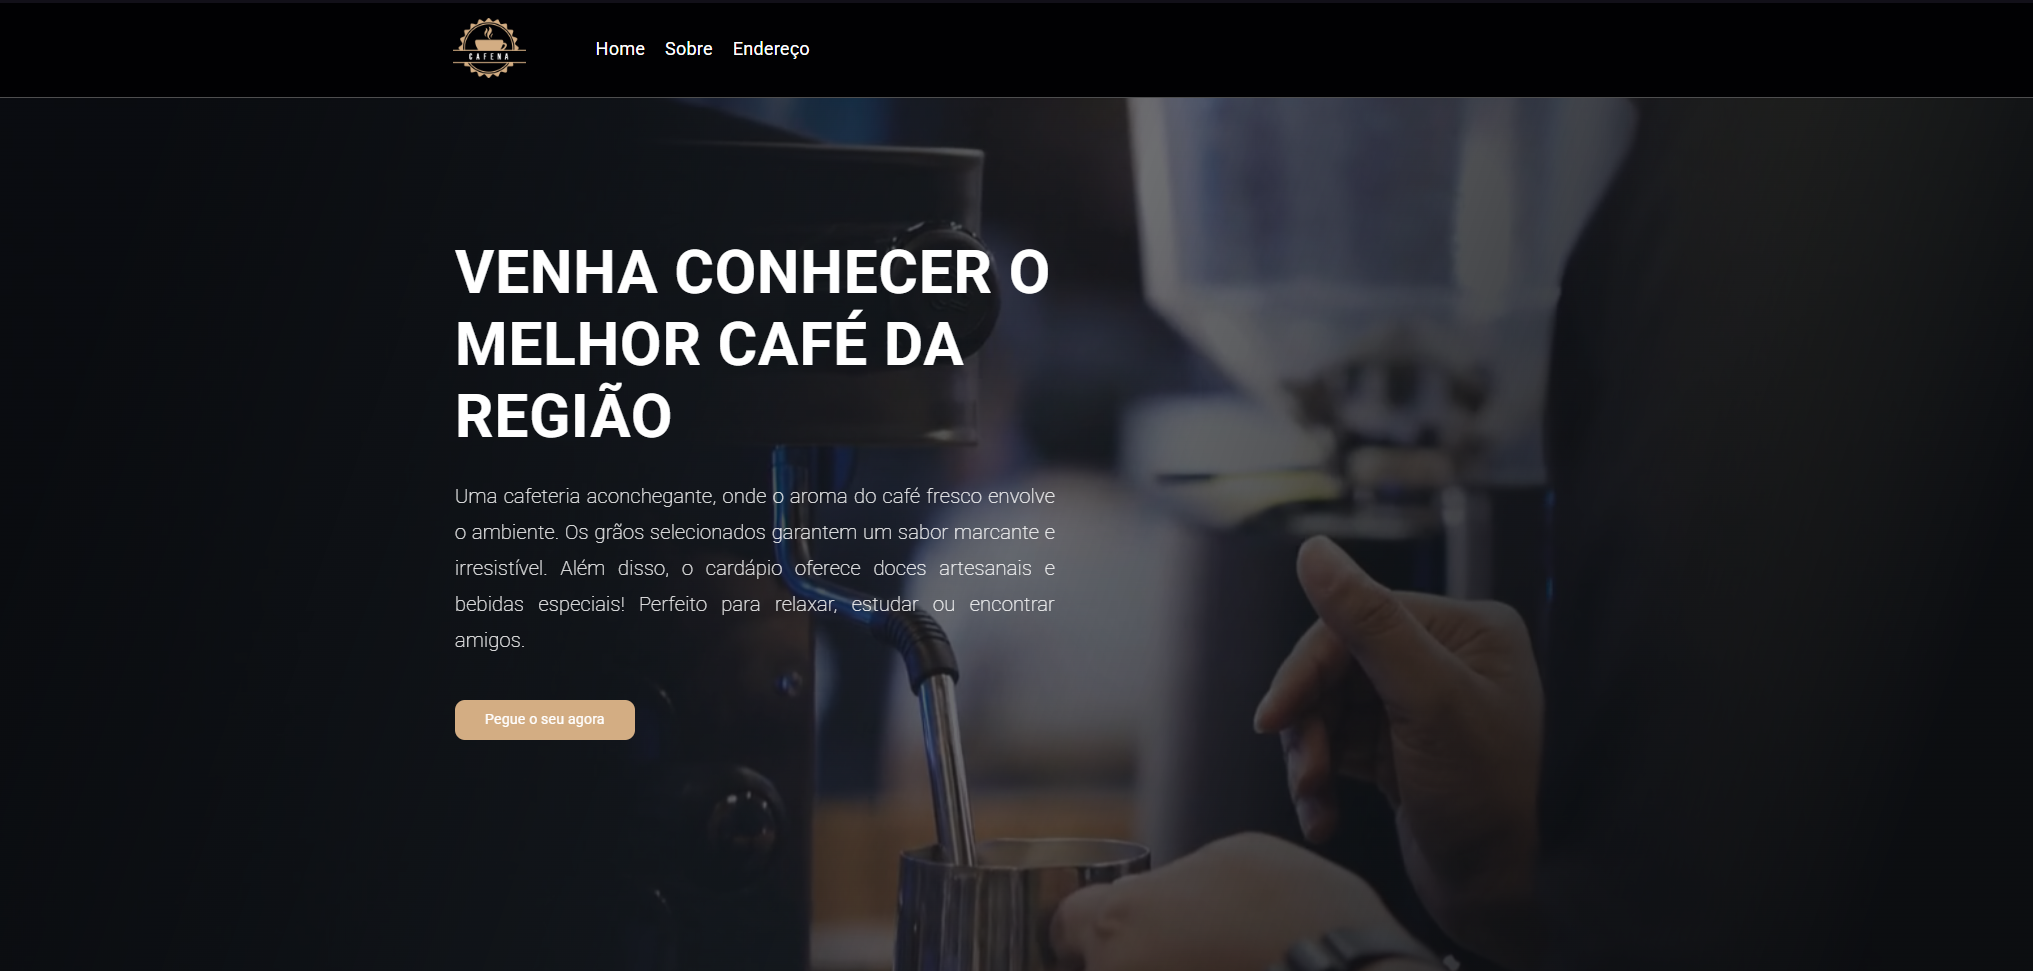 CAFENA
Home Sobre Endereço
VENHA CONHECER O
MELHOR CAFÉ DA
REGIÃO
Uma cafeteria aconchegante, onde o aroma do café fresco envolve
o ambiente. Os grãos selecionados garantem um sabor marcante e
irresistível. Além disso, o cardápio oferece doces artesanais e
bebidas especiais! Perfeito para relaxar, estudar ou encontrar
amigos.
Pegue o seu agora